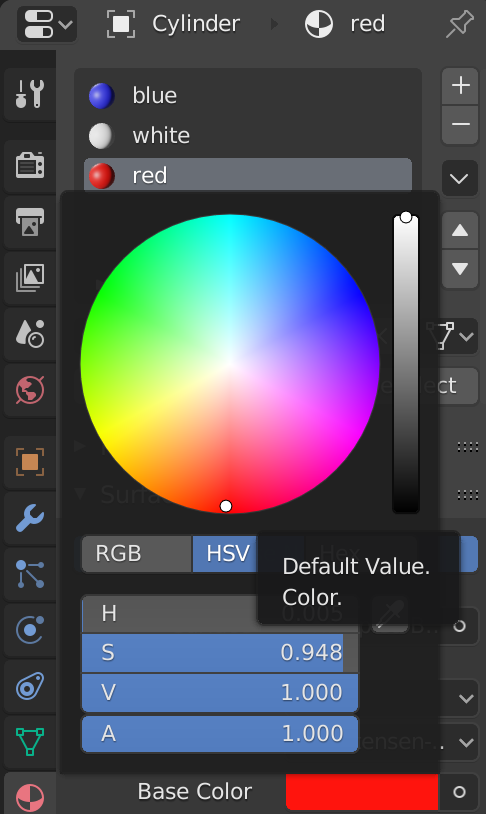 Cylinder red
blue
white
red
ect
Surfa
RGB HSV Hex
Default Value.
Color.
H 0.005
S 0.948
V 1.000
A 1.000
Base Color